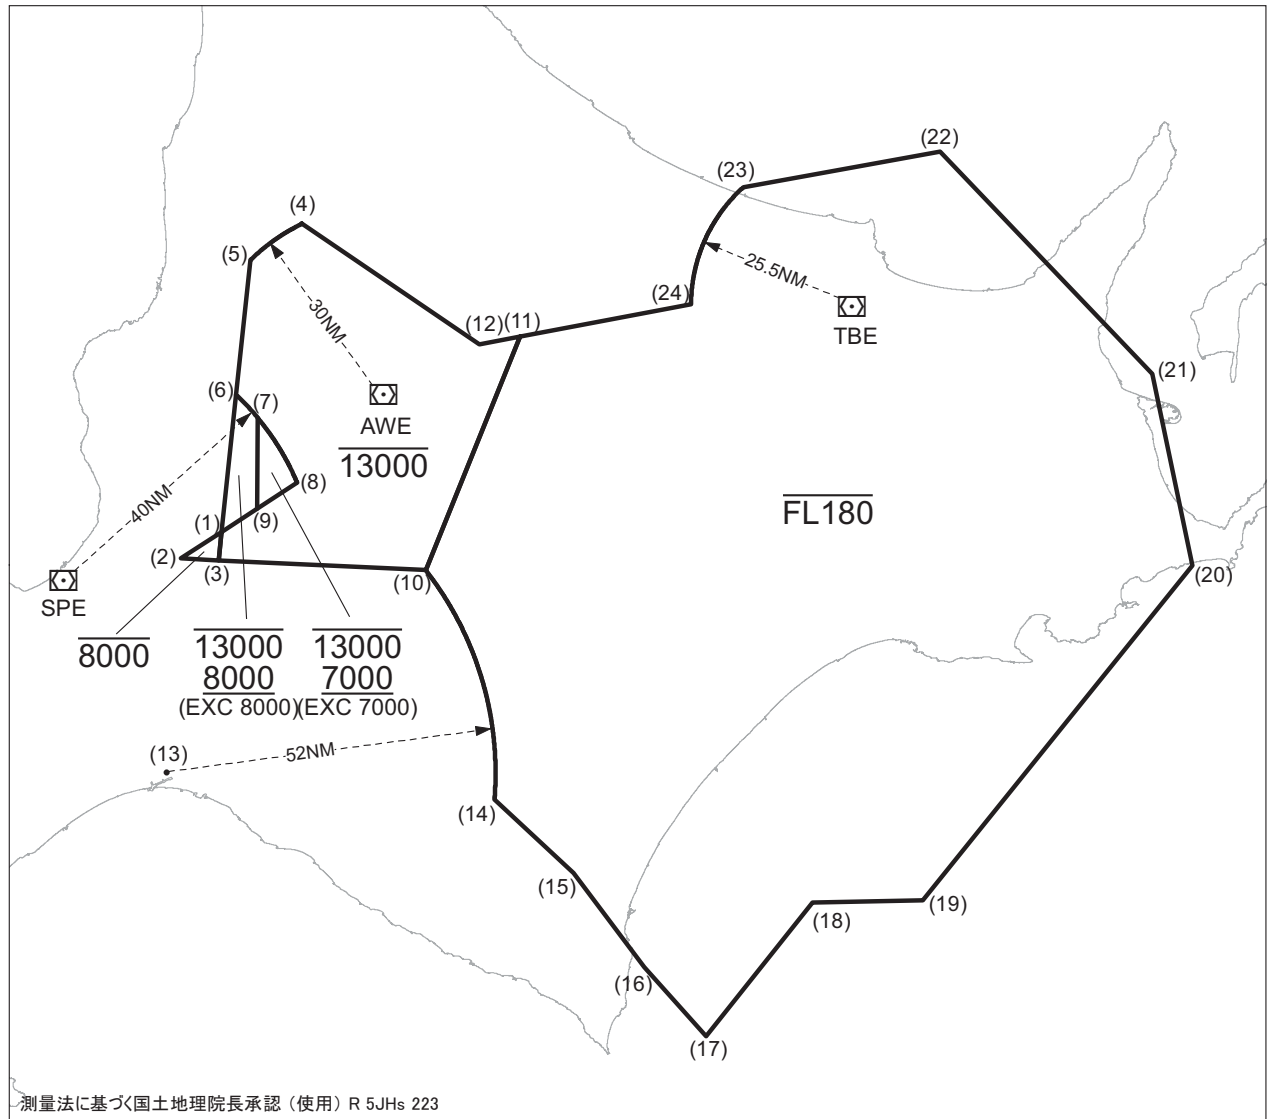 (22)
(23)
(4)
(5)
25.5NM
(24)
30NM
(12) (11)
TBE
(21)
(6)
(7)
AWE
13000
40NM
(8)
FL180
(1)
(9)
(2)
(3)
(10)
(20)
SPE
8000
13000
8000
(EXC 8000)
13000
7000
(EXC 7000)
(13)
52NM
(14)
(15)
(18)
(19)
(16)
(17)
測量法に基づく国土地理院長承認（使用）R 5JHs 223